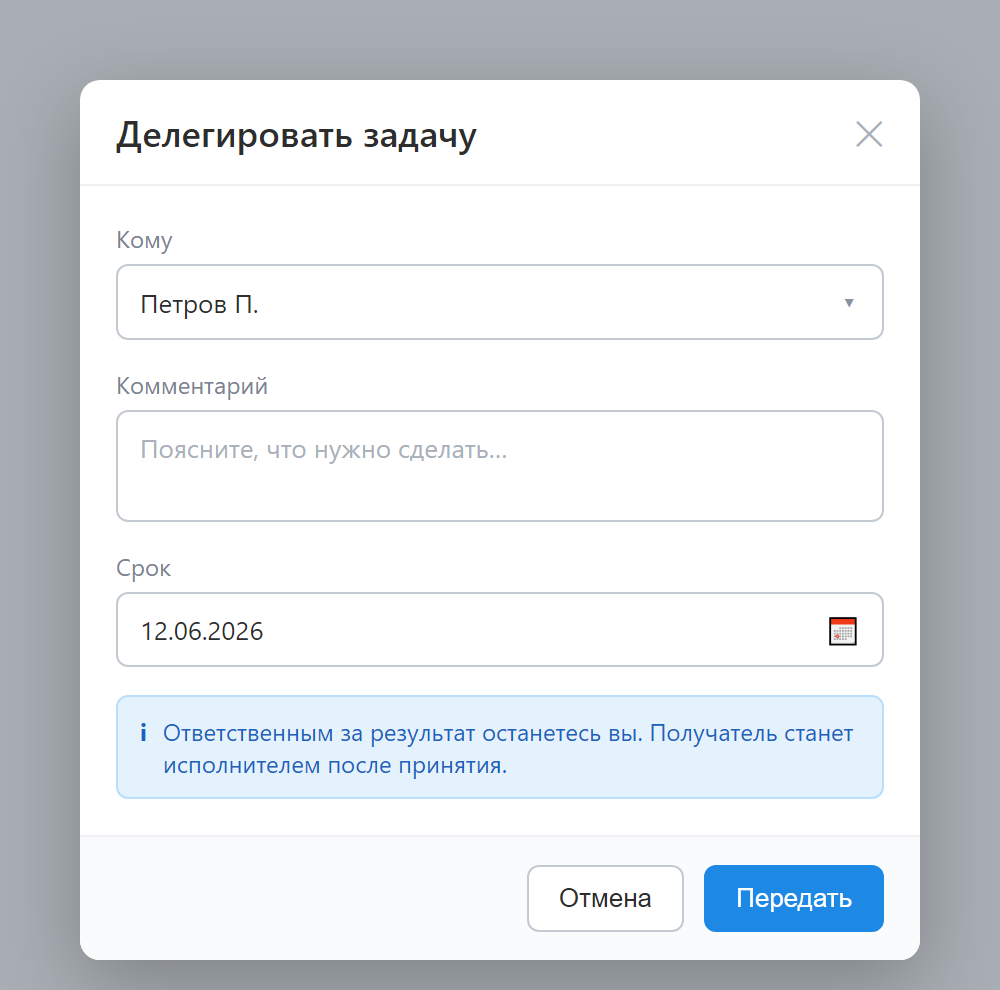 Делегировать задачу
Кому
Петров П.
Комментарий
Поясните, что нужно сделать...
Срок
12.06.2026
i Ответственным за результат останетесь вы. Получатель станет
исполнителем после принятия.
Отмена
Передать